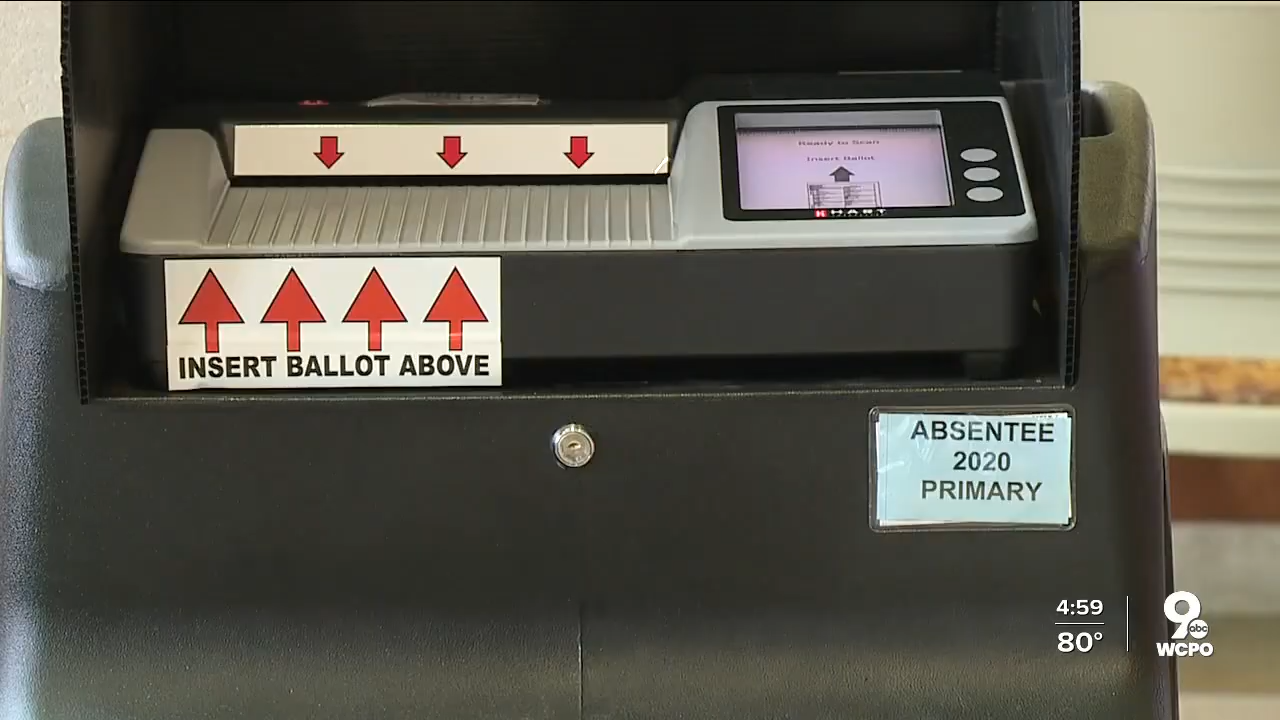 Ready to Scan
Insert Ballot
HART
INSERT BALLOT ABOVE
ABSENTEE
2020
PRIMARY
4:59
80°
9
abc
WCPO